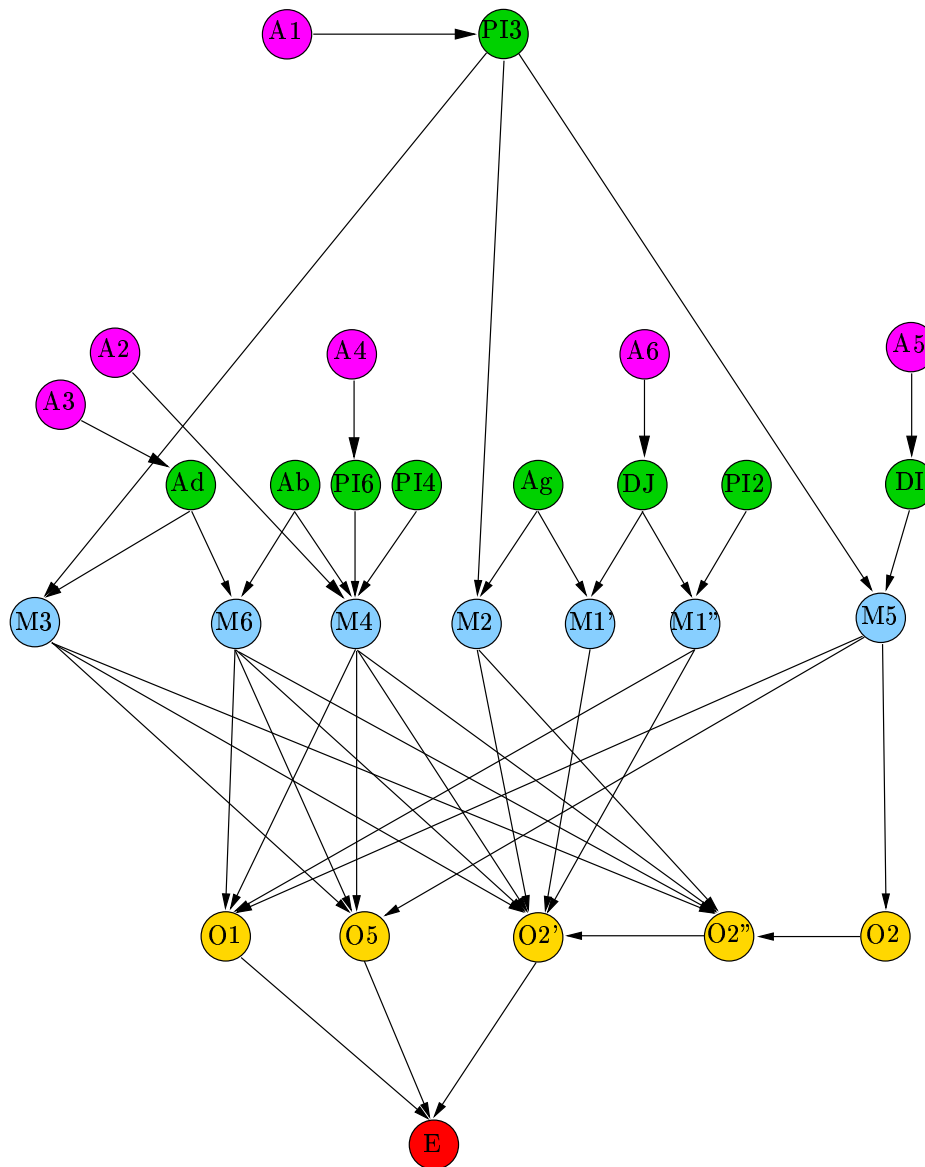 A1 PI3
A2 A4 A6 A5
A3
Ad Ab PI6 PI4 Ag DJ PI2 DI
M3 M6 M4 M2 M1' M1" M5
O1 O5 O2' O2" O2
E